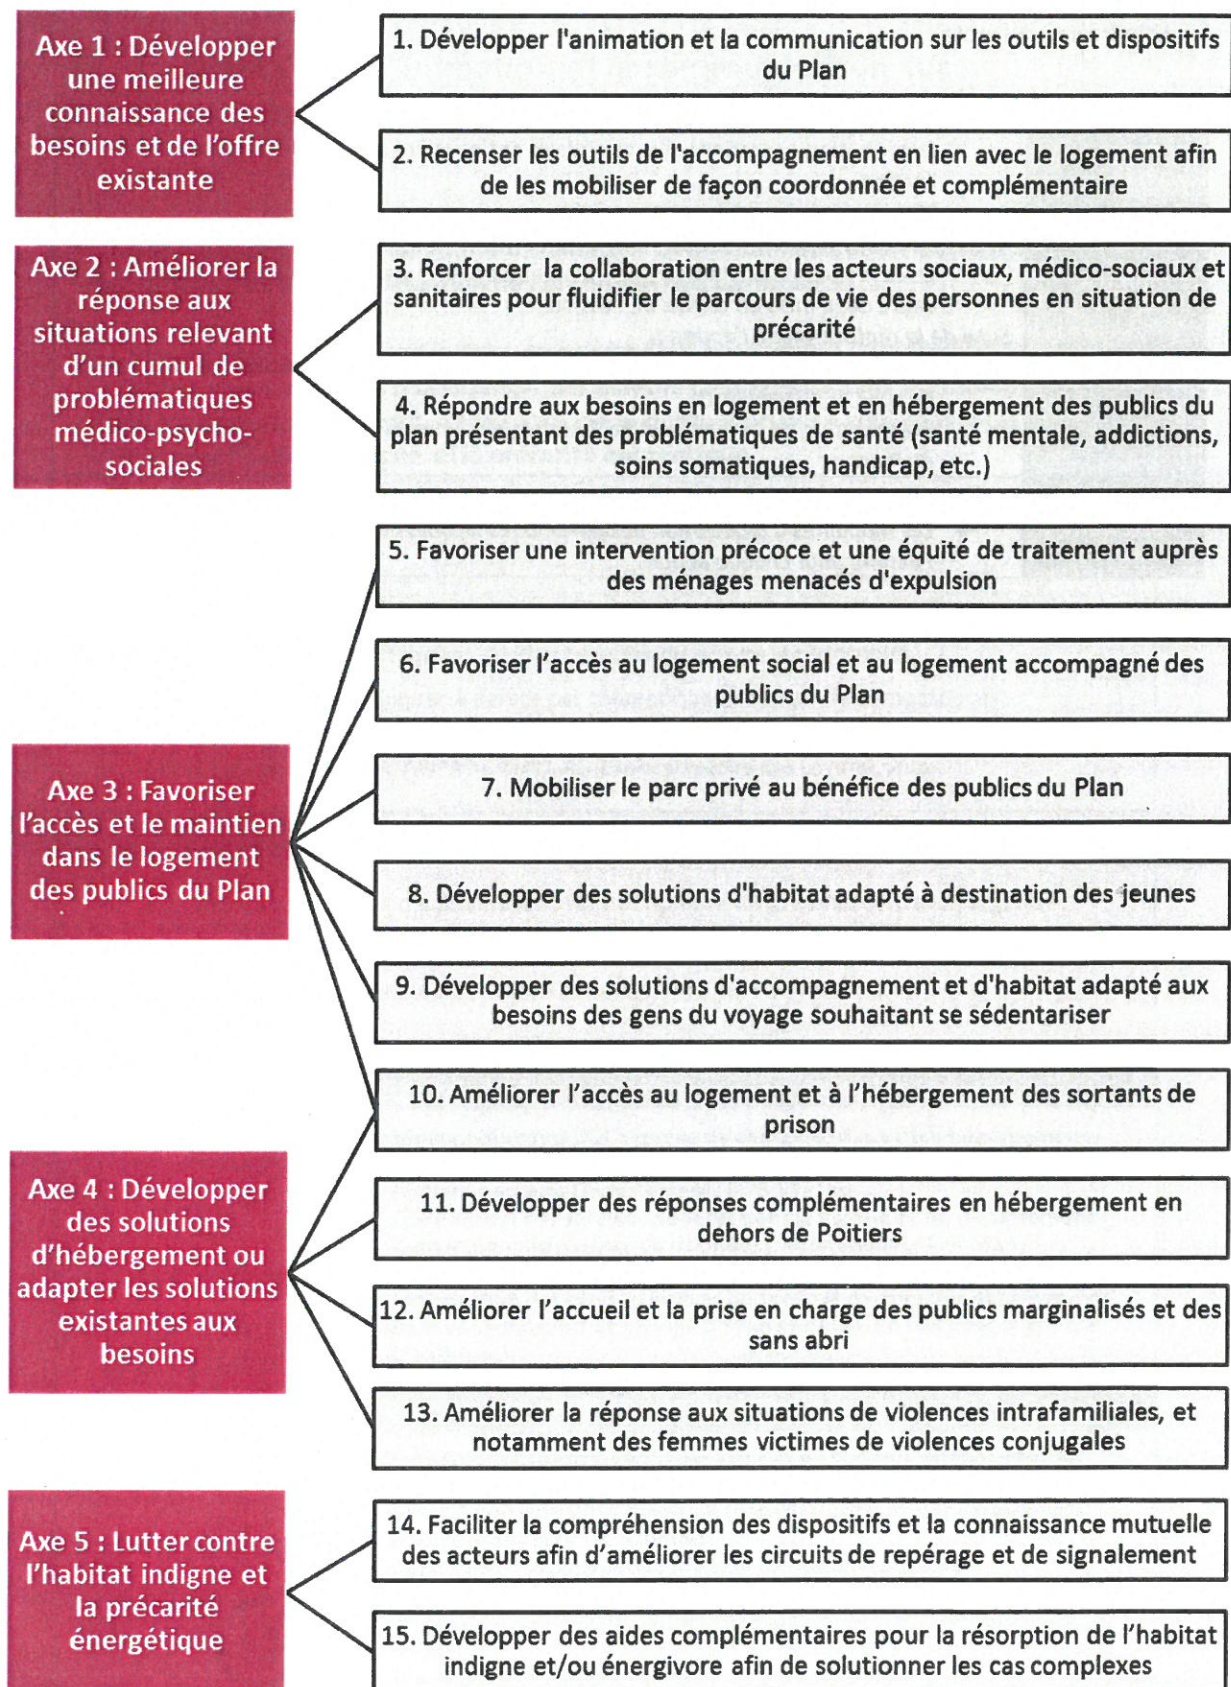 Axe 1 : Développer
une meilleure
connaissance des
besoins et de l'offre
existante
1. Développer l'animation et la communication sur les outils et dispositifs
du Plan
2. Recenser les outils de l'accompagnement en lien avec le logement afin
de les mobiliser de façon coordonnée et complémentaire
Axe 2 : Améliorer la
réponse aux
situations relevant
d'un cumul de
problématiques
médico-psycho-
sociales
3. Renforcer la collaboration entre les acteurs sociaux, médico-sociaux et
sanitaires pour fluidifier le parcours de vie des personnes en situation de
précarité
4. Répondre aux besoins en logement et en hébergement des publics du
plan présentant des problématiques de santé (santé mentale, addictions,
soins somatiques, handicap, etc.)
Axe 3 : Favoriser
l'accès et le maintien
dans le logement
des publics du Plan
5. Favoriser une intervention précoce et une équité de traitement auprès
des ménages menacés d'expulsion
6. Favoriser l'accès au logement social et au logement accompagné des
publics du Plan
7. Mobiliser le parc privé au bénéfice des publics du Plan
8. Développer des solutions d'habitat adapté à destination des jeunes
9. Développer des solutions d'accompagnement et d'habitat adapté aux
besoins des gens du voyage souhaitant se sédentariser
10. Améliorer l'accès au logement et à l'hébergement des sortants de
prison
Axe 4 : Développer
des solutions
d'hébergement ou
adapter les solutions
existantes aux
besoins
11. Développer des réponses complémentaires en hébergement en
dehors de Poitiers
12. Améliorer l'accueil et la prise en charge des publics marginalisés et des
sans abri
13. Améliorer la réponse aux situations de violences intrafamiliales, et
notamment des femmes victimes de violences conjugales
Axe 5 : Lutter contre
l'habitat indigne et
la précarité
énergétique
14. Faciliter la compréhension des dispositifs et la connaissance mutuelle
des acteurs afin d'améliorer les circuits de repérage et de signalement
15. Développer des aides complémentaires pour la résorption de l'habitat
indigne et/ou énergivore afin de solutionner les cas complexes